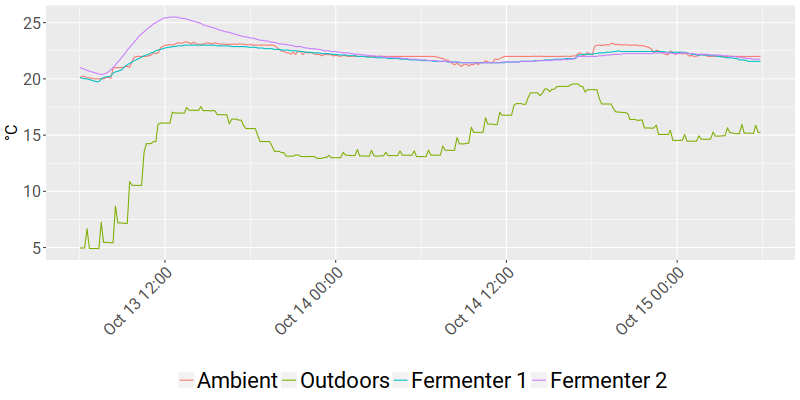 25
20
15
10
5
°C
Oct 13 12:00
Oct 14 00:00
Oct 14 12:00
Oct 15 00:00
Ambient Outdoors Fermenter 1 Fermenter 2